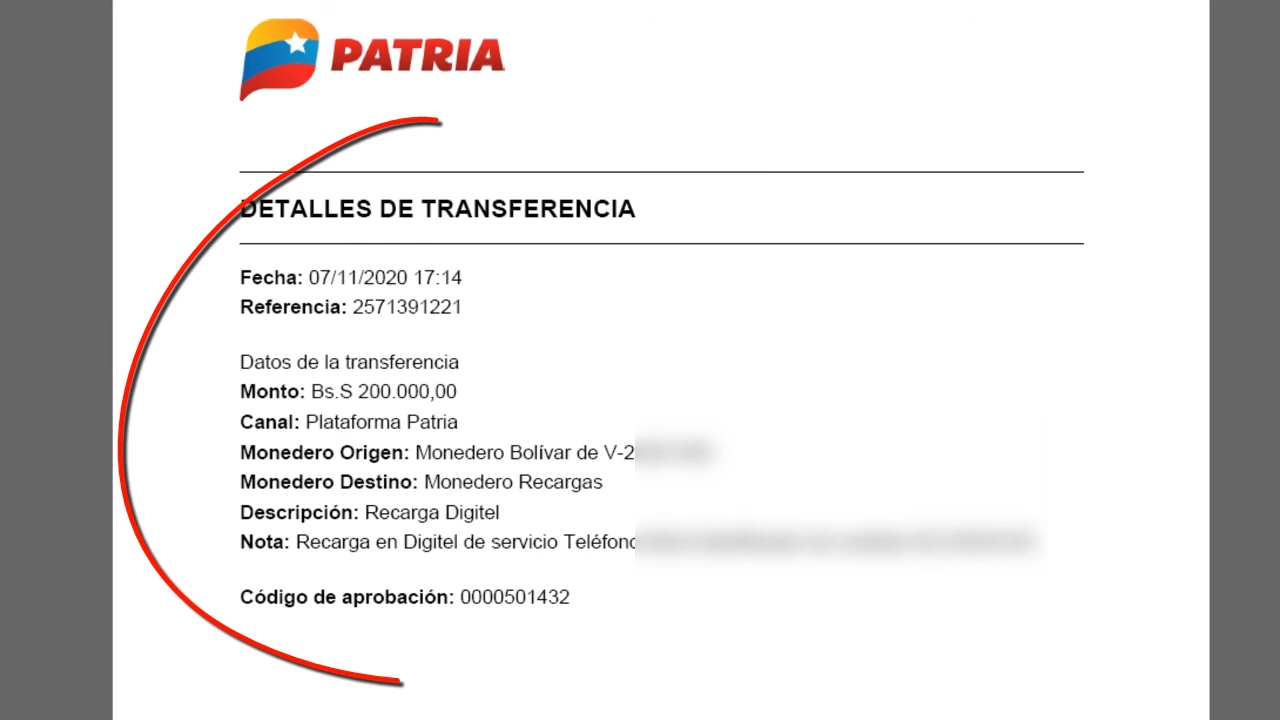 PATRIA
DETALLES DE TRANSFERENCIA
Fecha: 07/11/2020 17:14
Referencia: 2571391221
Datos de la transferencia
Monto: Bs.S 200.000,00
Canal: Plataforma Patria
Monedero Origen: Monedero Bolívar de V-2
Monedero Destino: Monedero Recargas
Descripción: Recarga Digitel
Nota: Recarga en Digitel de servicio Teléfono
Código de aprobación: 0000501432